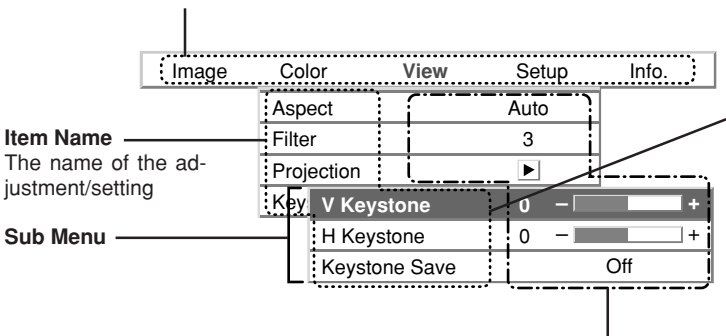 Image Color View Setup Info.
Aspect Auto
Item Name
The name of the ad-
justment/setting
Filter 3
Projection
Key
Sub Menu
V Keystone 0 − +
H Keystone 0 − +
Keystone Save Off